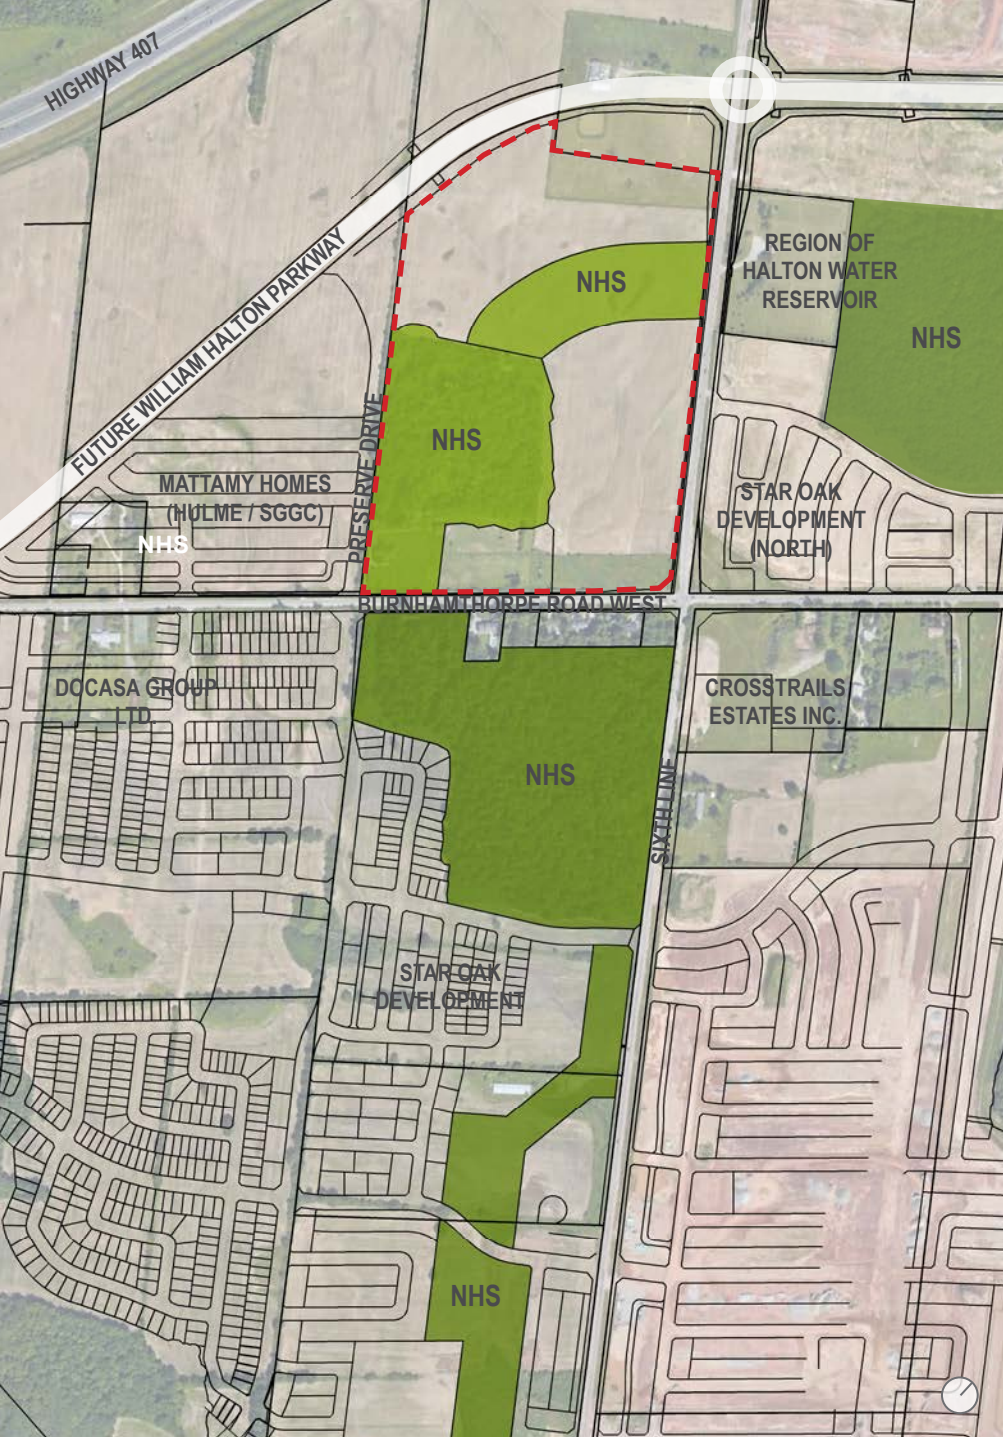 HIGHWAY 407
FUTURE WILLIAM HALTON PARKWAY
NHS
REGION OF
HALTON WATER
RESERVOIR
NHS
PRESERVE DRIVE
NHS
MATTAMY HOMES
(HULME / SGGC)
NHS
STAR OAK
DEVELOPMENT
(NORTH)
BURNHAMTHORPE ROAD WEST
DOCASA GROUP
LTD.
CROSSTRAILS
ESTATES INC.
NHS
SIXTH LINE
STAR OAK
DEVELOPMENT
NHS